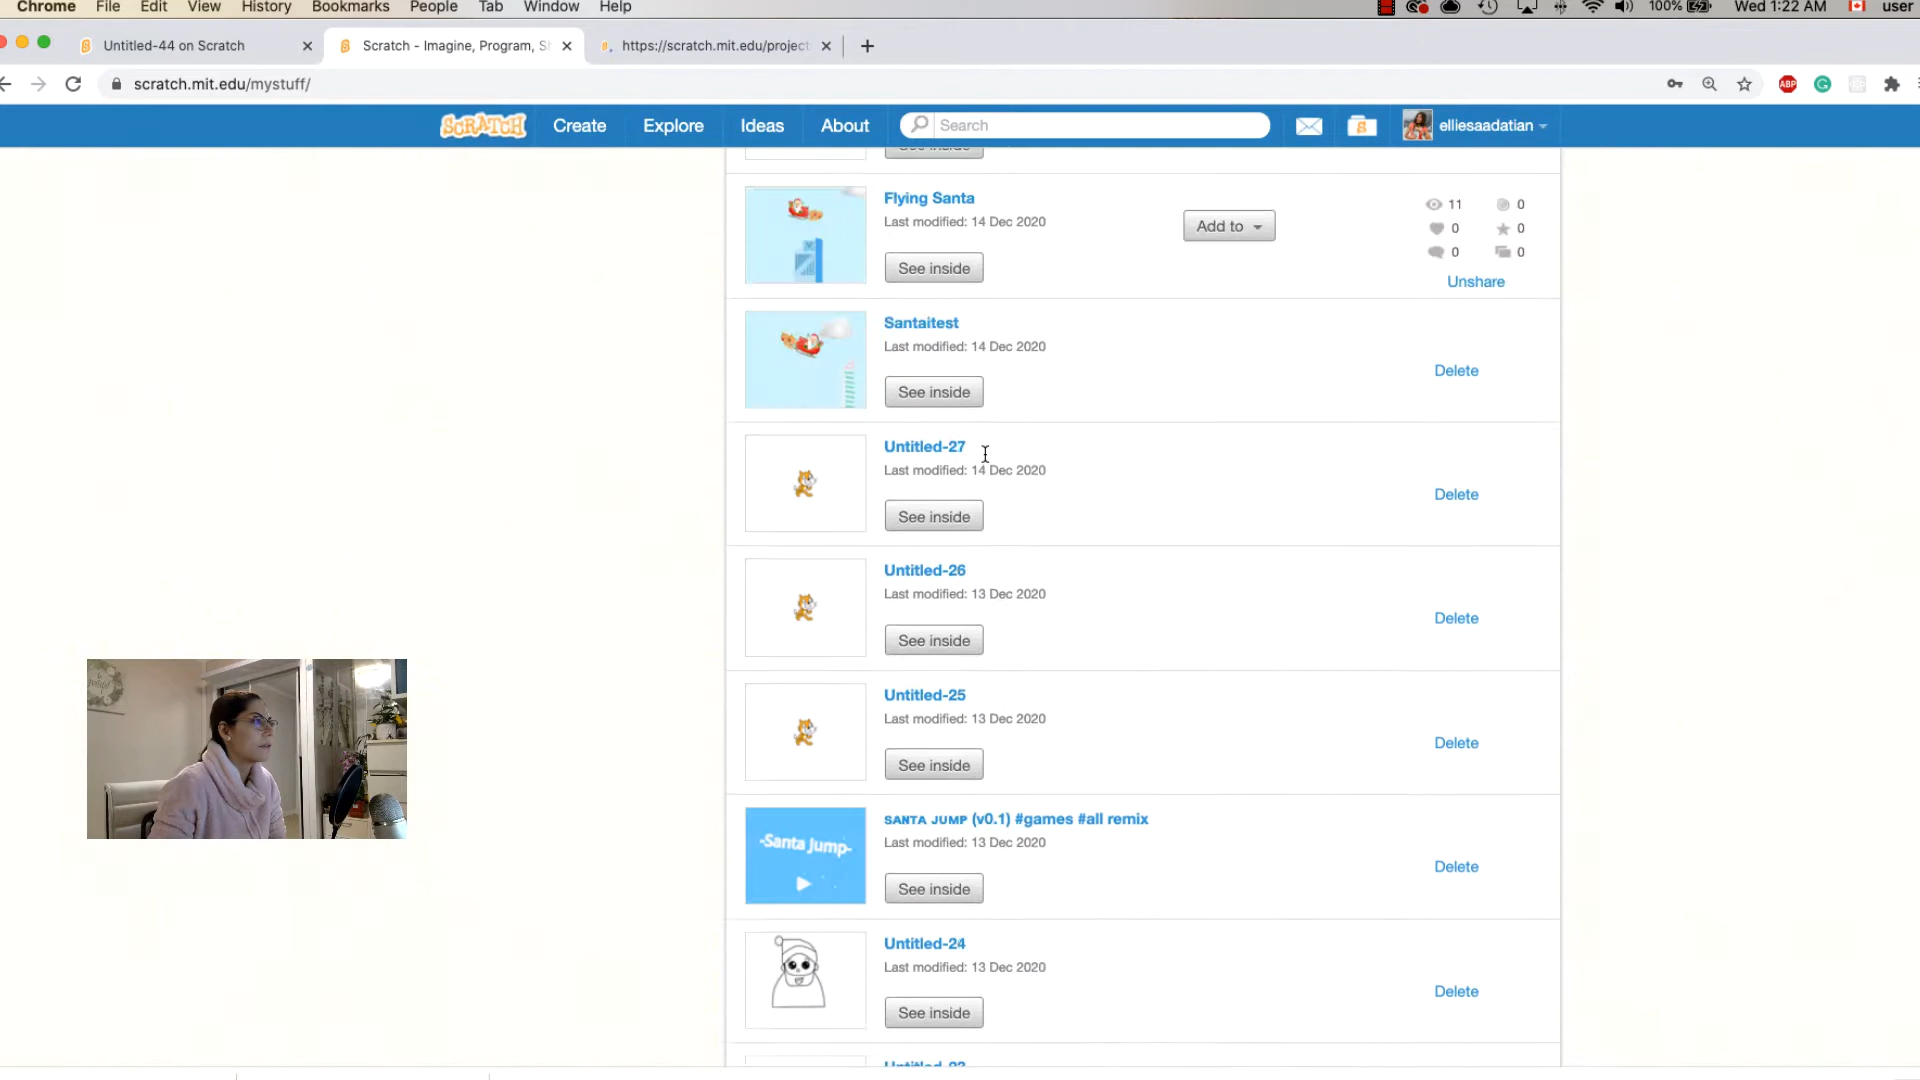 Chrome File Edit View History Bookmarks People Tab Window Help 100% Wed 1:22 AM user
Untitled-44 on Scratch Scratch - Imagine, Program, Sh https://scratch.mit.edu/project
scratch.mit.edu/mystuff/ ABP
SCRATCH Create Explore Ideas About Search elliesaadatian
See inside
Flying Santa
Last modified: 14 Dec 2020
Add to
11 0
0 0
0 0
See inside
Unshare
Santaitest
Last modified: 14 Dec 2020
Delete
See inside
Untitled-27
Last modified: 14 Dec 2020
Delete
See inside
Untitled-26
Last modified: 13 Dec 2020
Delete
See inside
Untitled-25
Last modified: 13 Dec 2020
Delete
See inside
-Santa Jump-
SANTA JUMP (v0.1) #games #all remix
Last modified: 13 Dec 2020
Delete
See inside
Untitled-24
Last modified: 13 Dec 2020
Delete
See inside